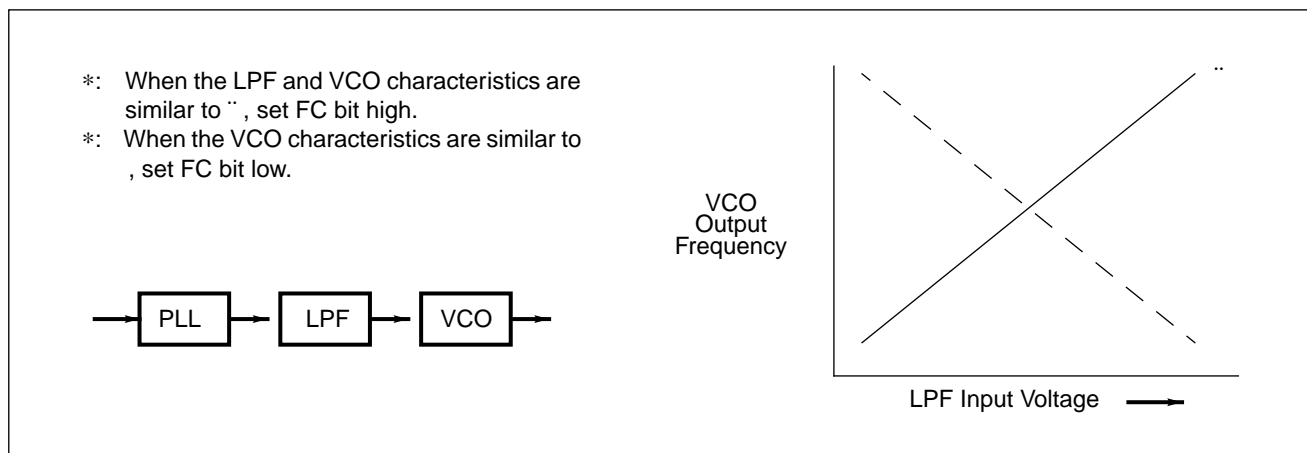 *: When the LPF and VCO characteristics are
similar to ¨ , set FC bit high.
*: When the VCO characteristics are similar to
, set FC bit low.
¨
VCO
Output
Frequency
PLL
LPF
VCO
LPF Input Voltage